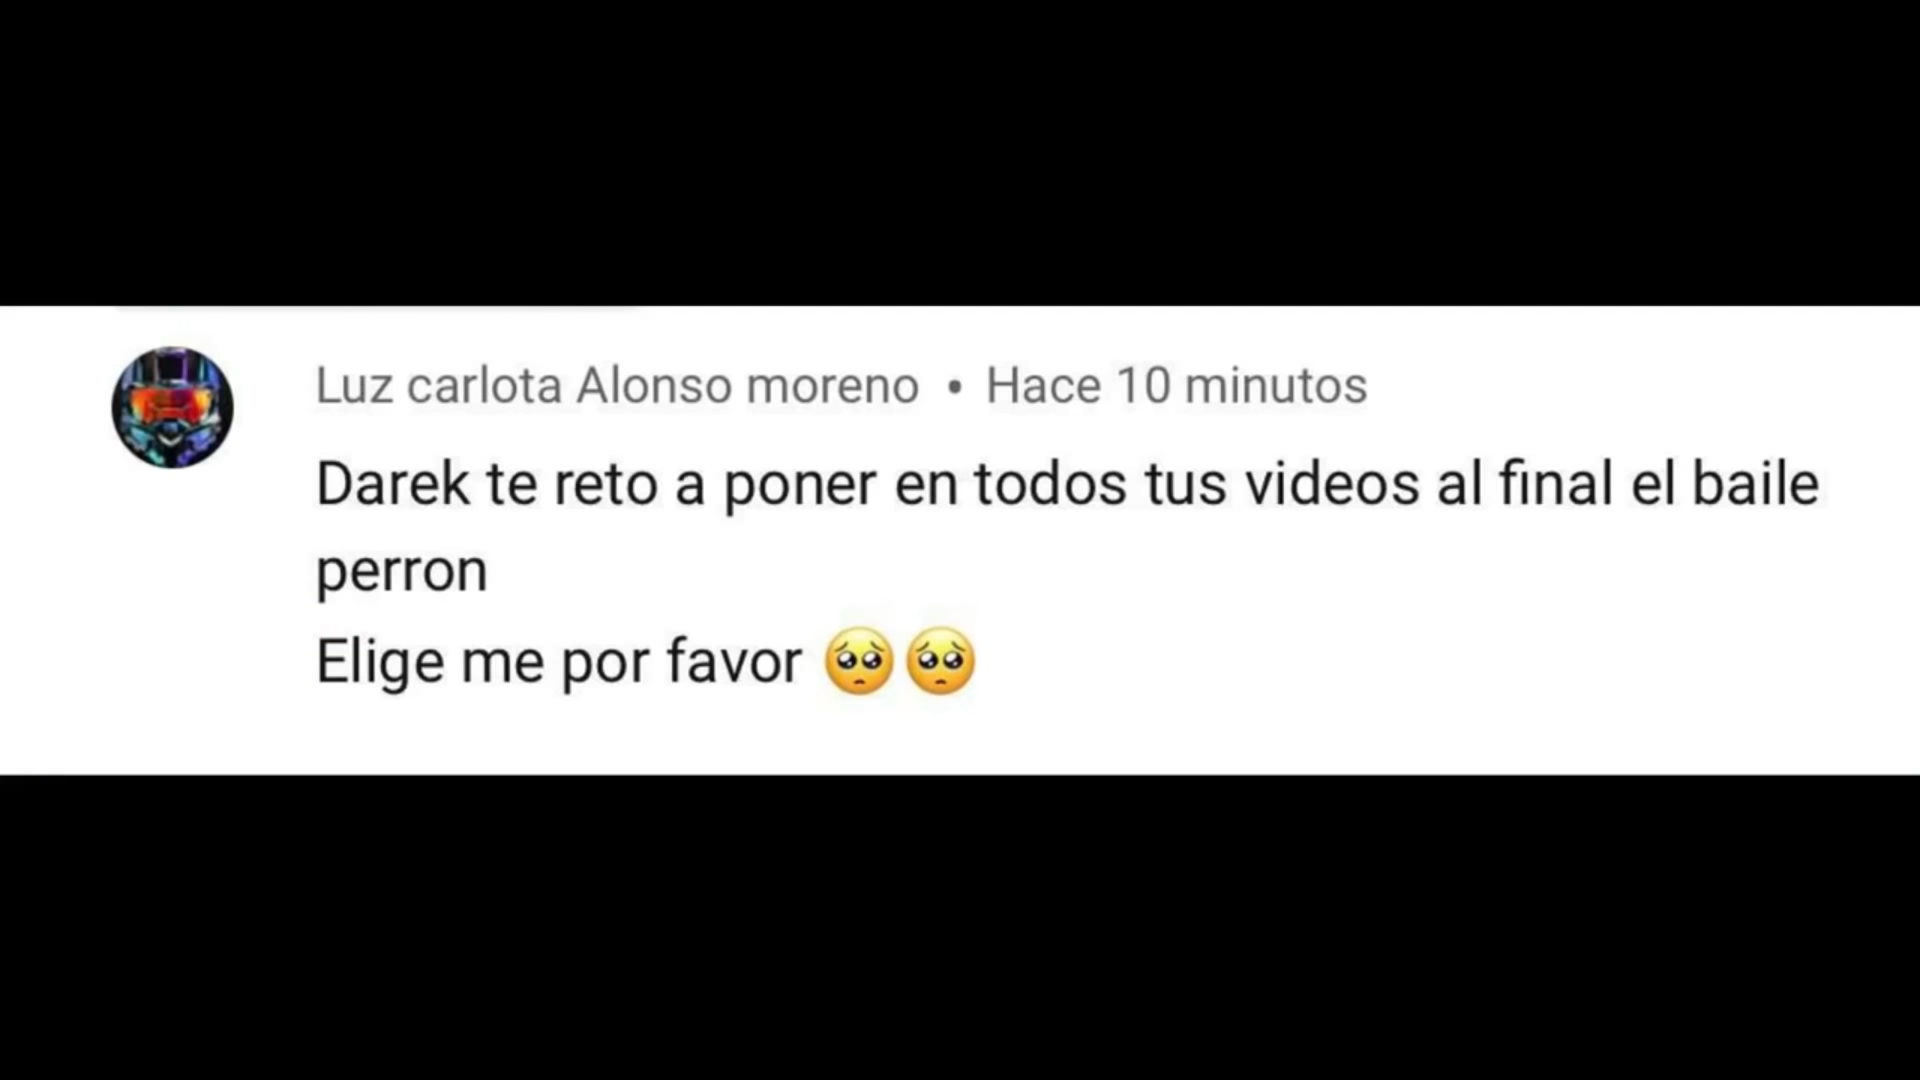 Luz carlota Alonso moreno • Hace 10 minutos
Darek te reto a poner en todos tus videos al final el baile
perron
Elige me por favor 🥺🥺